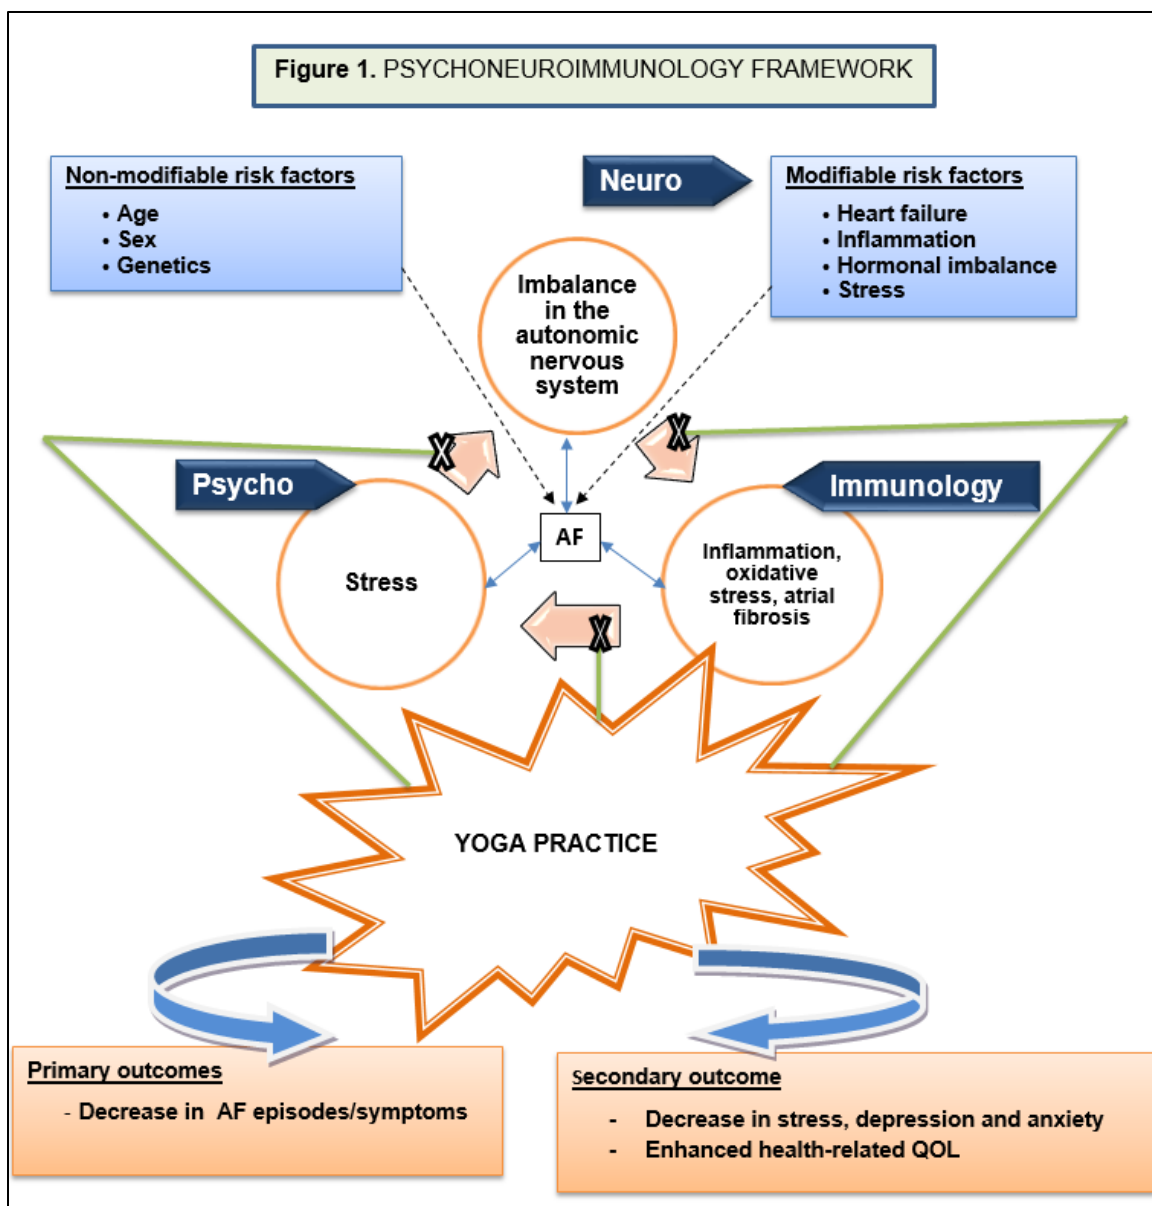 Figure 1. PSYCHONEUROIMMUNOLOGY FRAMEWORK
Non-modifiable risk factors
• Age
• Sex
• Genetics
Neuro
Modifiable risk factors
• Heart failure
• Inflammation
• Hormonal imbalance
• Stress
Imbalance
in the
autonomic
nervous
system
X
X
Psycho
Immunology
AF
Stress
Inflammation,
oxidative
stress, atrial
fibrosis
X
YOGA PRACTICE
Primary outcomes
- Decrease in AF episodes/symptoms
Secondary outcome
- Decrease in stress, depression and anxiety
- Enhanced health-related QOL